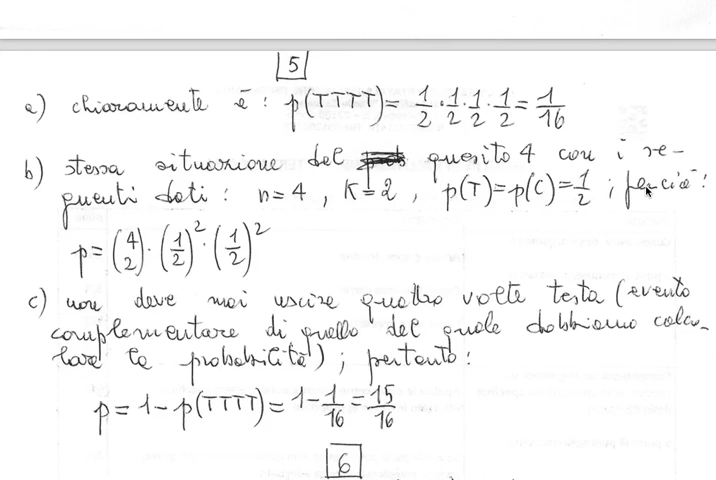 5
a) chiaramente è : p(TTTT) = 1/2 · 1/2 · 1/2 · 1/2 = 1/16
b) stessa situazione del quesito 4 con i se-
guenti dati : n=4 , K=2 , p(T)=p(C)=1/2 ; perciò :
p = (4 2) · (1/2)² · (1/2)²
c) non deve mai uscire quattro volte testa (evento
complementare di quello del quale dobbiamo calco-
lare la probabilità) ; pertanto :
p = 1 - p(TTTT) = 1 - 1/16 = 15/16
6